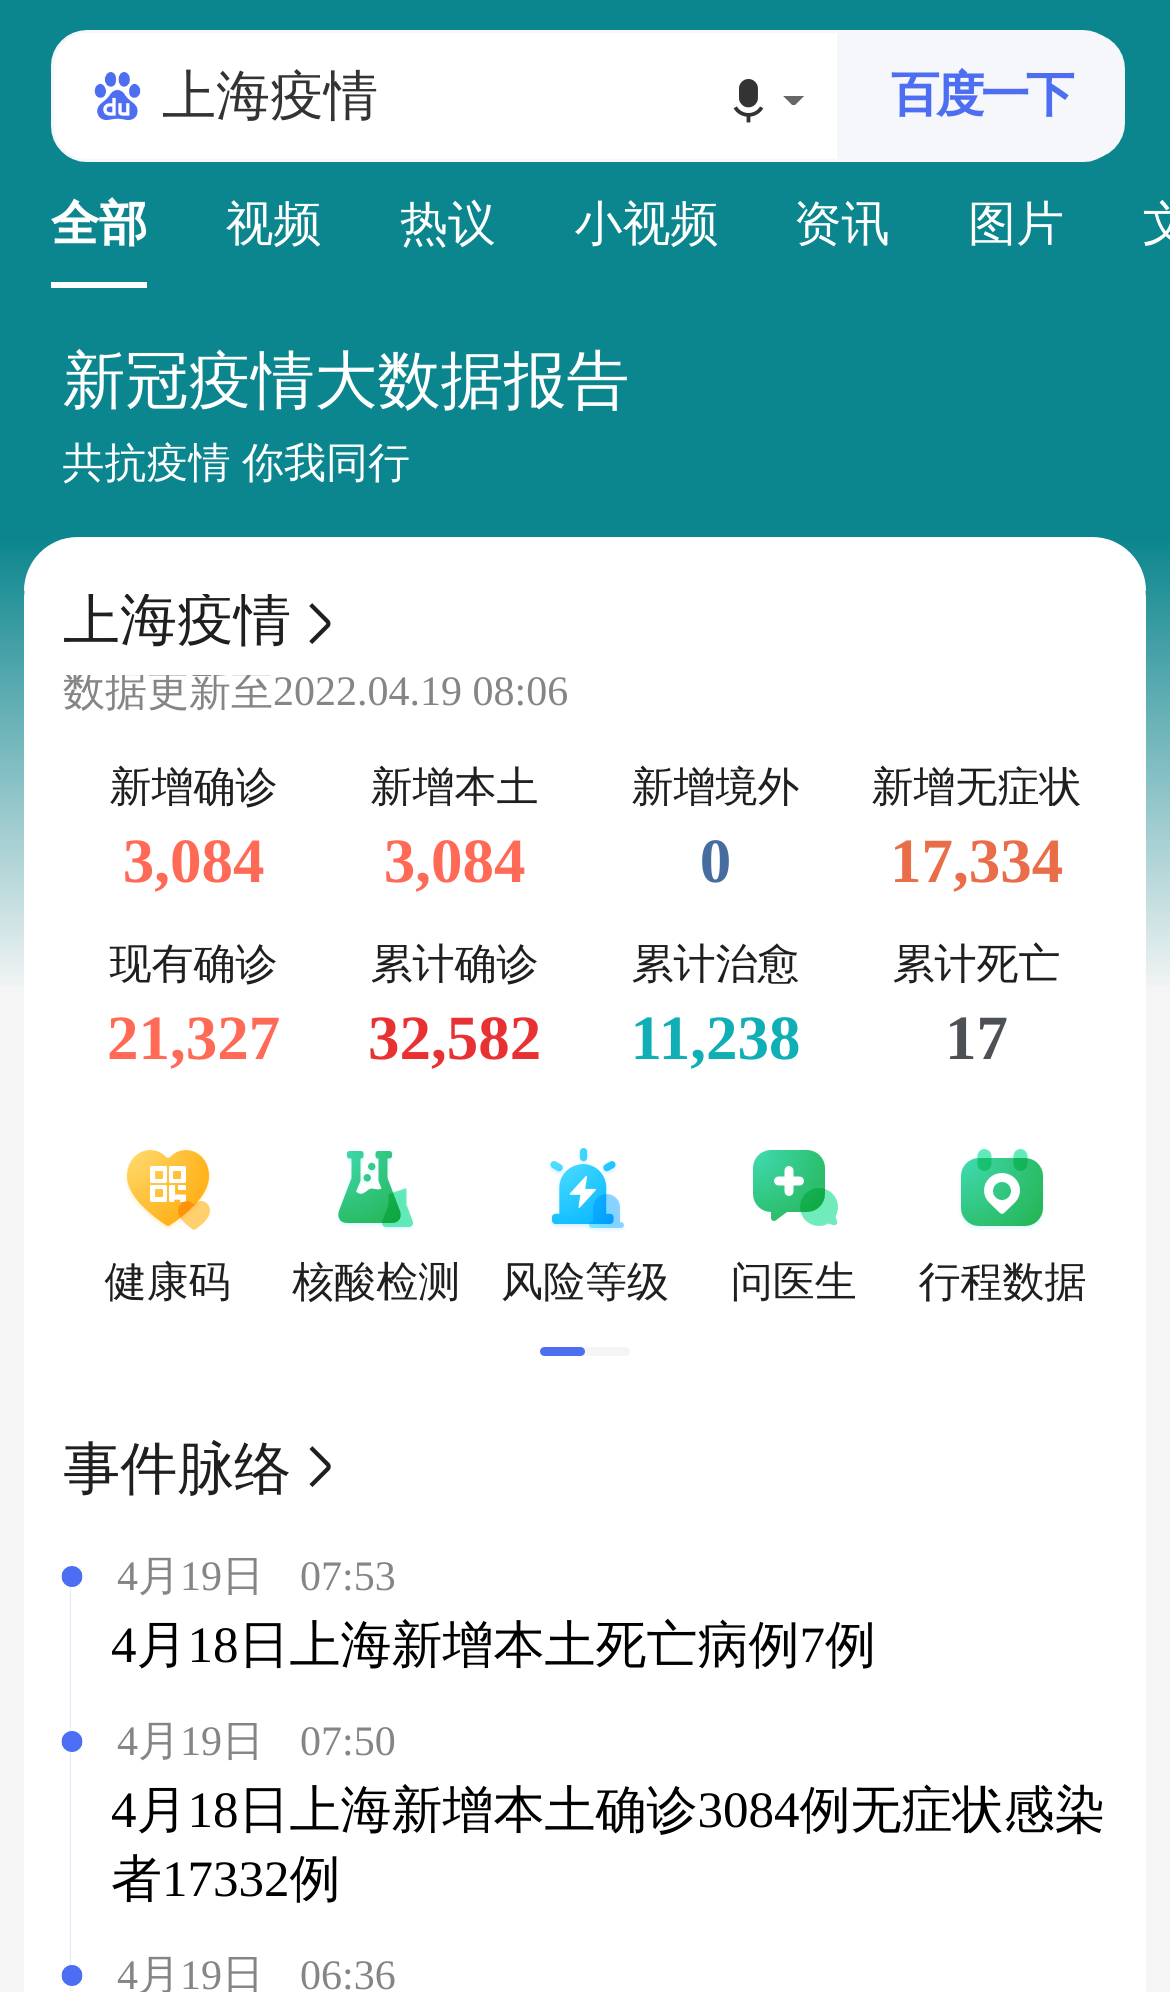 du 上海疫情 百度一下
全部 视频 热议 小视频 资讯 图片
新冠疫情大数据报告
共抗疫情 你我同行
上海疫情
数据更新至2022.04.19 08:06
新增确诊 新增本土 新增境外 新增无症状
3,084 3,084 0 17,334
现有确诊 累计确诊 累计治愈 累计死亡
21,327 32,582 11,238 17
健康码 核酸检测 风险等级 问医生 行程数据
事件脉络
4月19日 07:53
4月18日上海新增本土死亡病例7例
4月19日 07:50
4月18日上海新增本土确诊3084例无症状感染
者17332例
4月19日 06:36